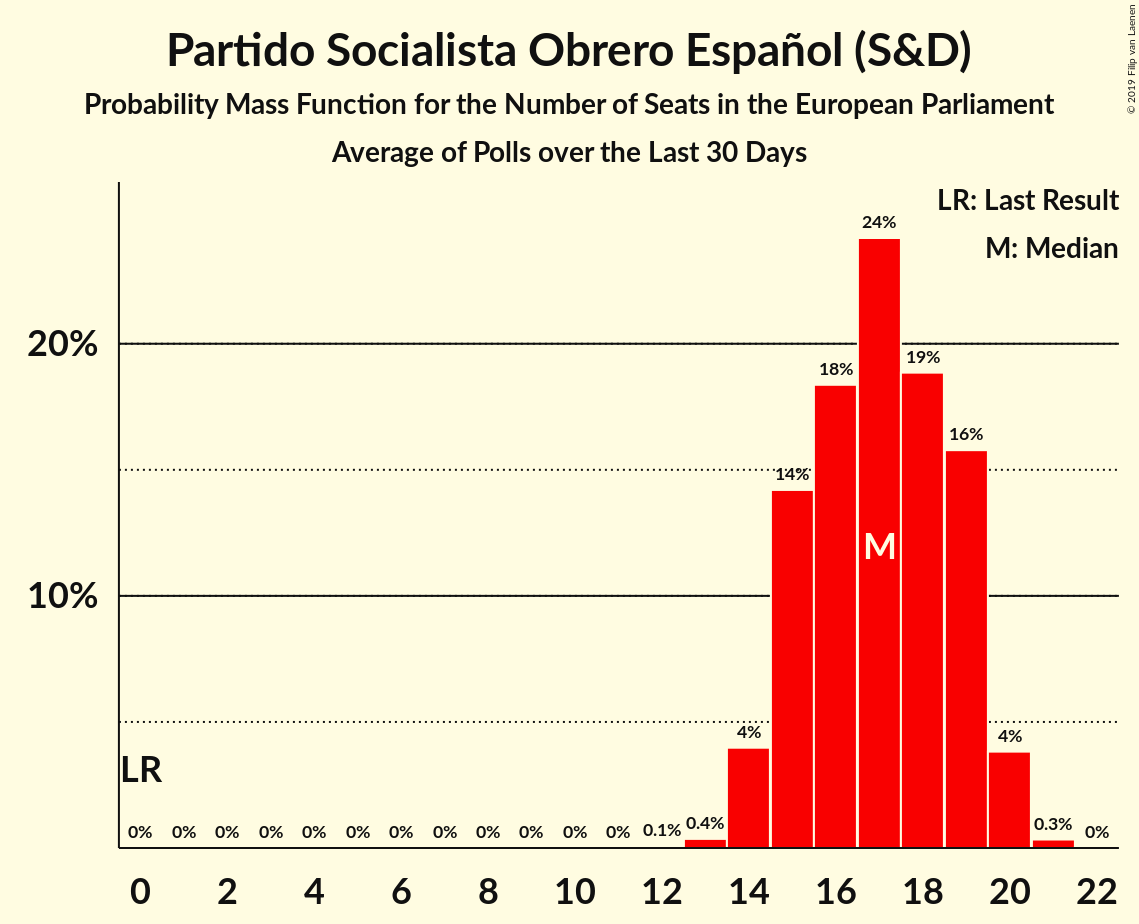 Partido Socialista Obrero Español (S&D)
Probability Mass Function for the Number of Seats in the European Parliament
Average of Polls over the Last 30 Days
© 2019 Filip van Laenen
LR: Last Result
M: Median
24%
20%
19%
18%
16%
14%
M
10%
4%
4%
LR
0% 0% 0% 0% 0% 0% 0% 0% 0% 0% 0% 0% 0.1% 0.4% 0.3% 0%
0 2 4 6 8 10 12 14 16 18 20 22